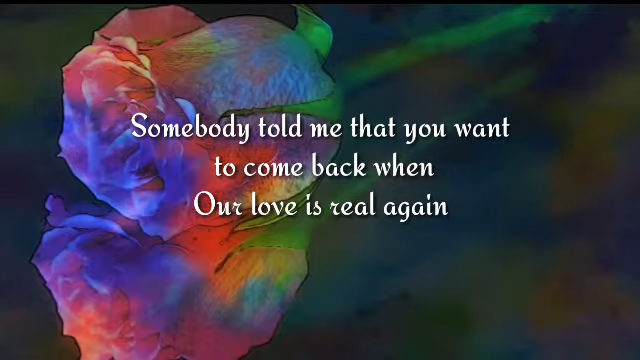 Somebody told me that you want
to come back when
Our love is real again